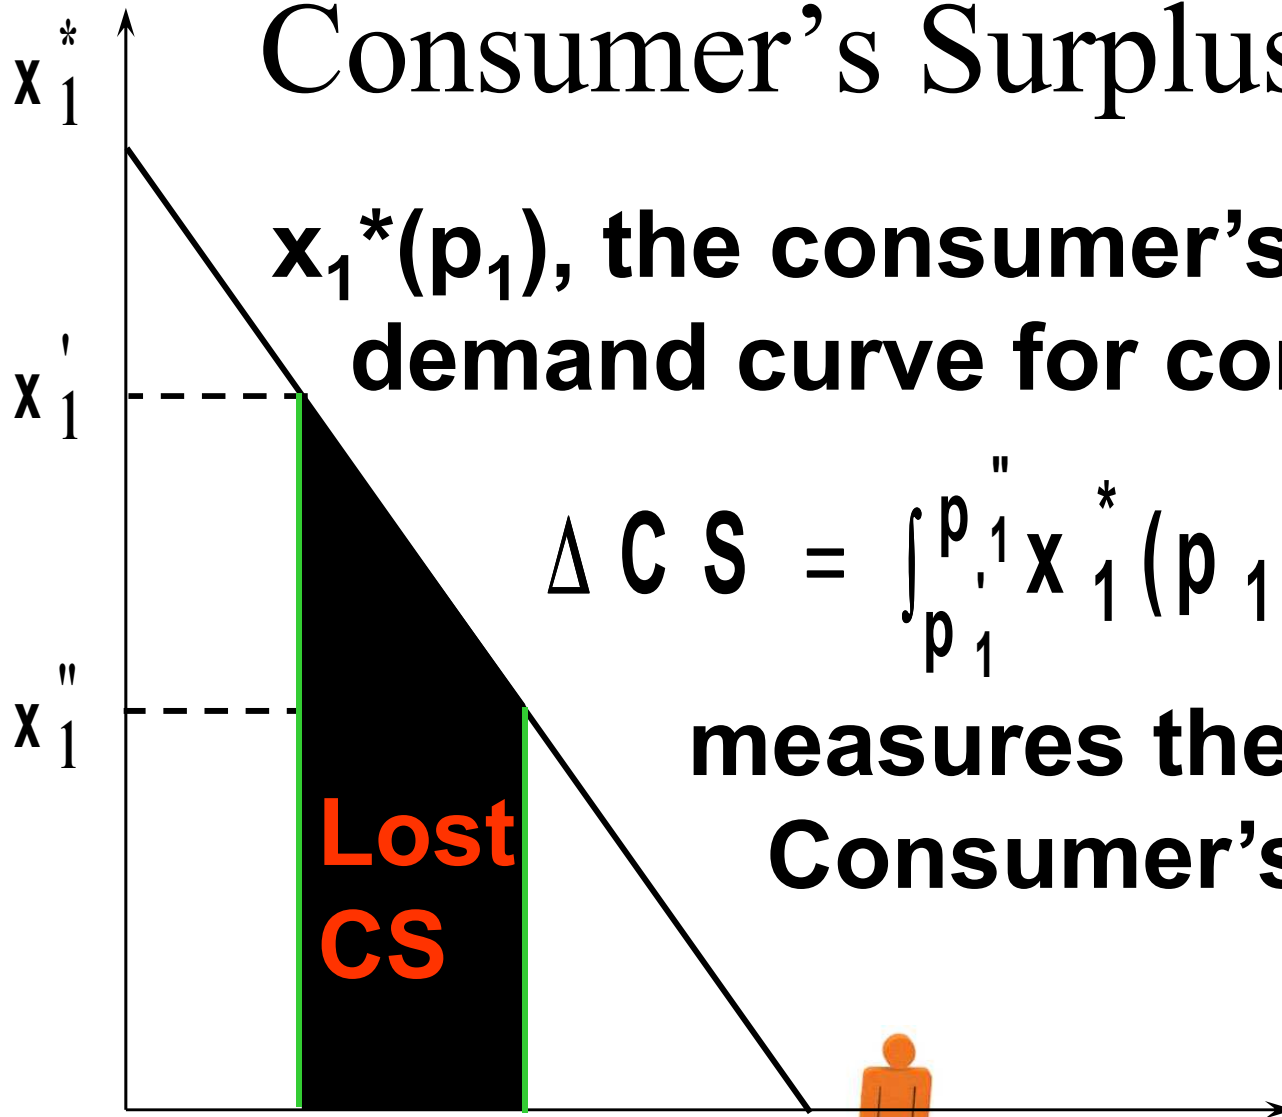 Consumer’s Surplus
x₁*
x₁*(p₁), the consumer’s
demand curve for
x₁'
ΔCS = ∫ p₁' p₁'' x₁*(p₁
x₁''
measures the
Consumer’s
Lost
CS